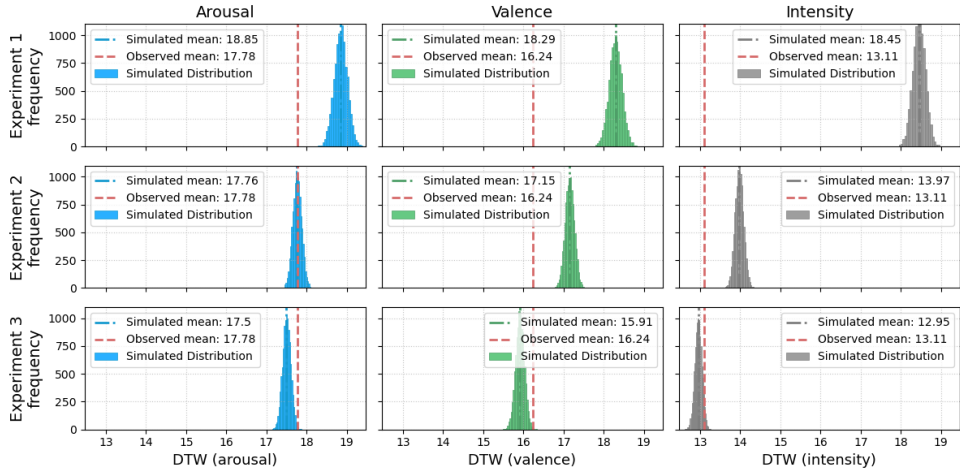 Arousal
Valence
Intensity
Experiment 1
frequency
1000
750
500
250
0
Simulated mean: 18.85
Observed mean: 17.78
Simulated Distribution
Simulated mean: 18.29
Observed mean: 16.24
Simulated Distribution
Simulated mean: 18.45
Observed mean: 13.11
Simulated Distribution
Experiment 2
frequency
1000
750
500
250
0
Simulated mean: 17.76
Observed mean: 17.78
Simulated Distribution
Simulated mean: 17.15
Observed mean: 16.24
Simulated Distribution
Simulated mean: 13.97
Observed mean: 13.11
Simulated Distribution
Experiment 3
frequency
1000
750
500
250
0
Simulated mean: 17.5
Observed mean: 17.78
Simulated Distribution
Simulated mean: 15.91
Observed mean: 16.24
Simulated Distribution
Simulated mean: 12.95
Observed mean: 13.11
Simulated Distribution
13 14 15 16 17 18 19
13 14 15 16 17 18 19
13 14 15 16 17 18 19
DTW (arousal)
DTW (valence)
DTW (intensity)